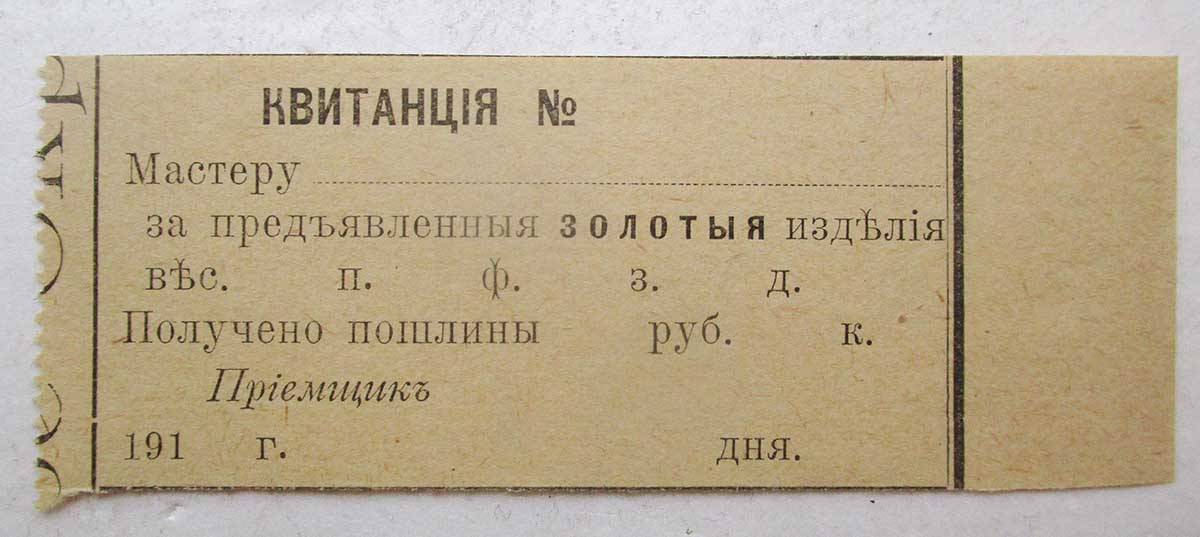 КВИТАНЦІЯ №
Мастеру
за предъявленныя ЗОЛОТЫЯ издѣлія
вѣс. п. ф. з. д.
Получено пошлины руб. к.
Пріемщикъ
191 г. дня.